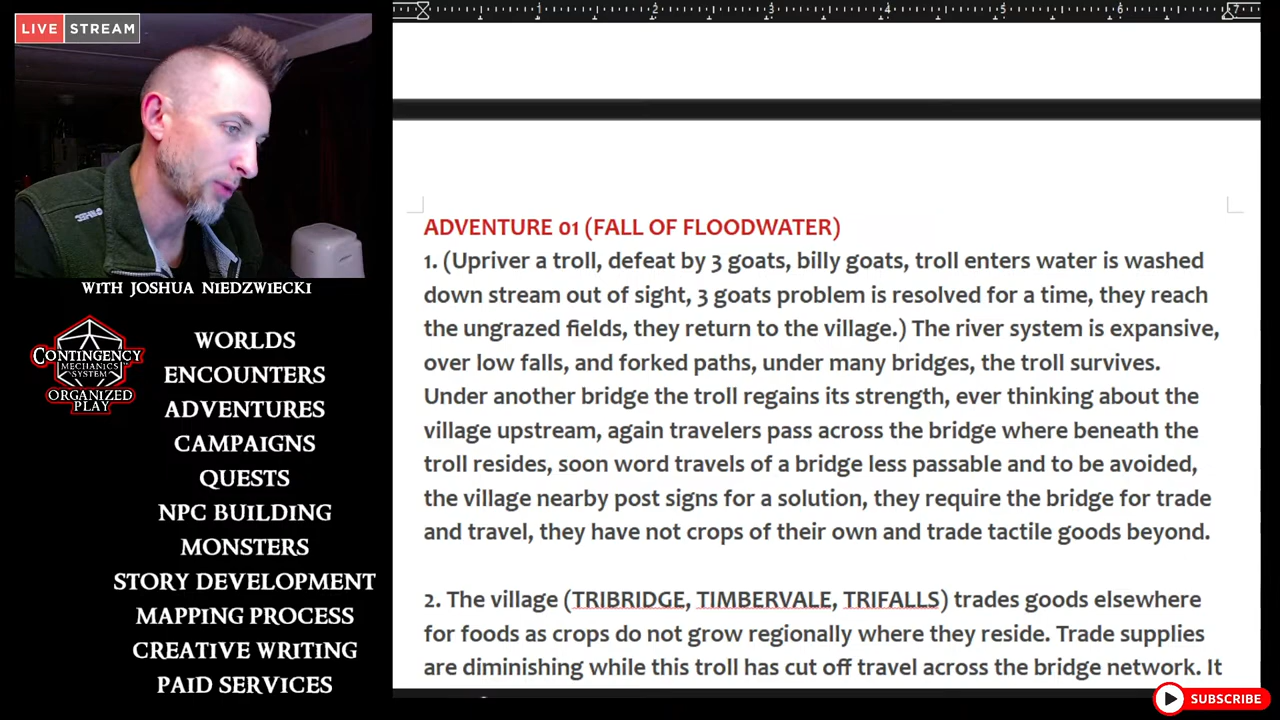 LIVE STREAM
WITH JOSHUA NIEDZWIECKI
CONTINGENCY
MECHANICS
SYSTEM
ORGANIZED
PLAY
WORLDS
ENCOUNTERS
ADVENTURES
CAMPAIGNS
QUESTS
NPC BUILDING
MONSTERS
STORY DEVELOPMENT
MAPPING PROCESS
CREATIVE WRITING
PAID SERVICES
1 2 3 4 5 6 7
ADVENTURE 01 (FALL OF FLOODWATER)
1. (Upriver a troll, defeat by 3 goats, billy goats, troll enters water is washed
down stream out of sight, 3 goats problem is resolved for a time, they reach
the ungrazed fields, they return to the village.) The river system is expansive,
over low falls, and forked paths, under many bridges, the troll survives.
Under another bridge the troll regains its strength, ever thinking about the
village upstream, again travelers pass across the bridge where beneath the
troll resides, soon word travels of a bridge less passable and to be avoided,
the village nearby post signs for a solution, they require the bridge for trade
and travel, they have not crops of their own and trade tactile goods beyond.
2. The village (TRIBRIDGE, TIMBERVALE, TRIFALLS) trades goods elsewhere
for foods as crops do not grow regionally where they reside. Trade supplies
are diminishing while this troll has cut off travel across the bridge network. It
SUBSCRIBE